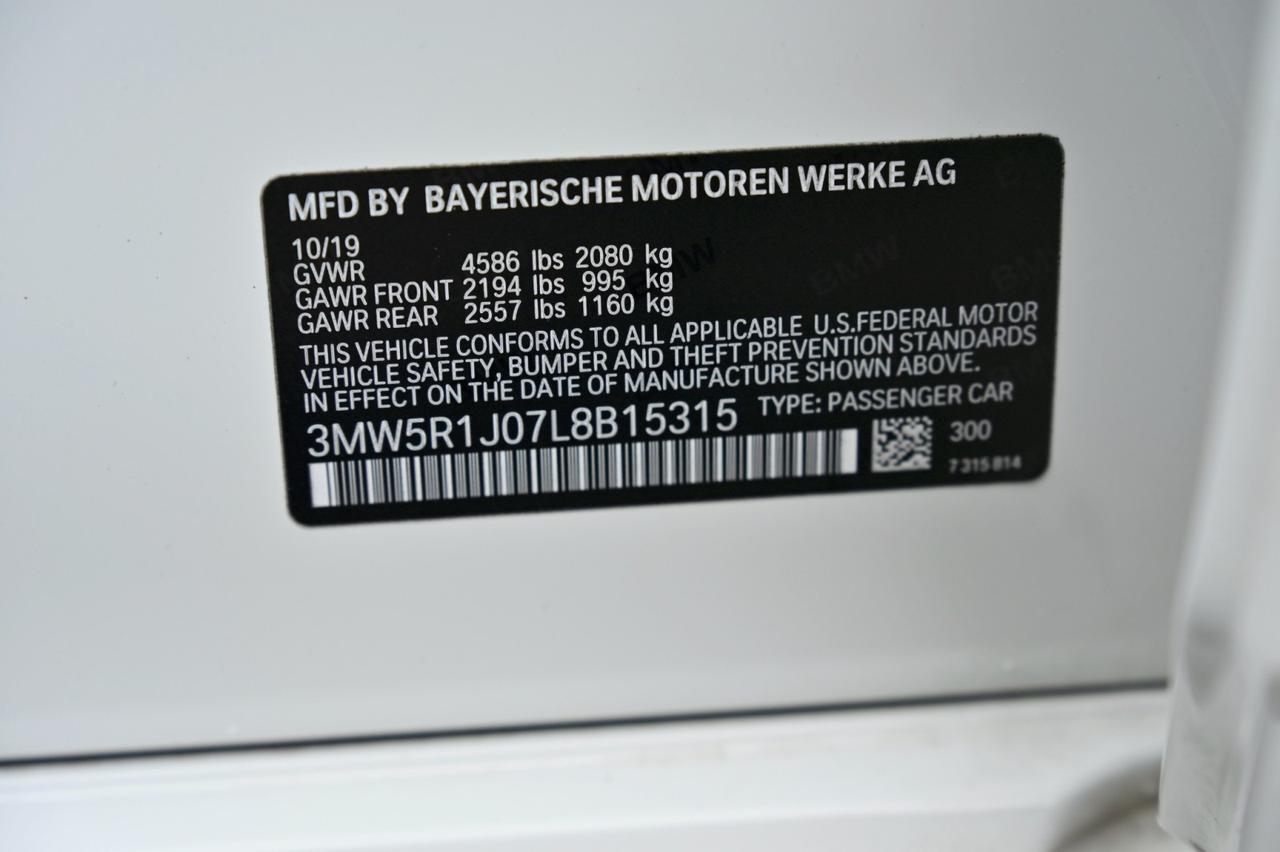 MFD BY BAYERISCHE MOTOREN WERKE AG
10/19
GVWR 4586 lbs 2080 kg
GAWR FRONT 2194 lbs 995 kg
GAWR REAR 2557 lbs 1160 kg
THIS VEHICLE CONFORMS TO ALL APPLICABLE U.S.FEDERAL MOTOR
VEHICLE SAFETY, BUMPER AND THEFT PREVENTION STANDARDS
IN EFFECT ON THE DATE OF MANUFACTURE SHOWN ABOVE.
3MW5R1J07L8B15315 TYPE: PASSENGER CAR
300
7 315 814